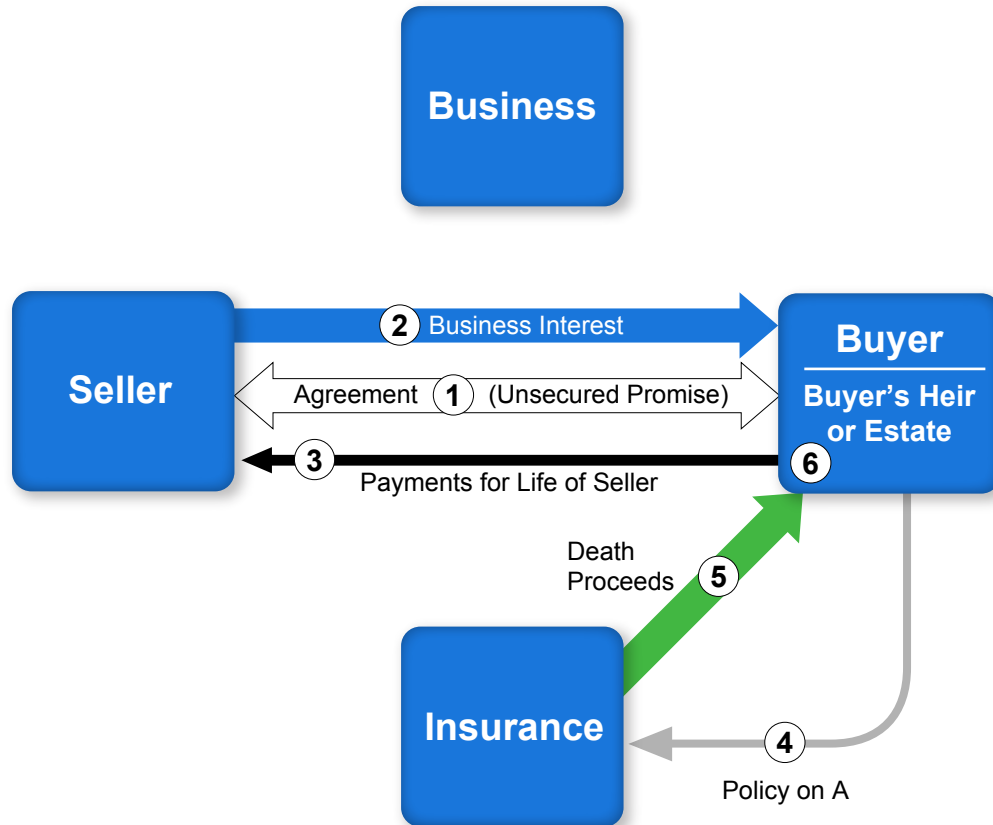 Business
2 Business Interest
Seller
Agreement 1 (Unsecured Promise)
Buyer
Buyer’s Heir
or Estate
3
6
Payments for Life of Seller
Death
Proceeds 5
Insurance
4
Policy on A